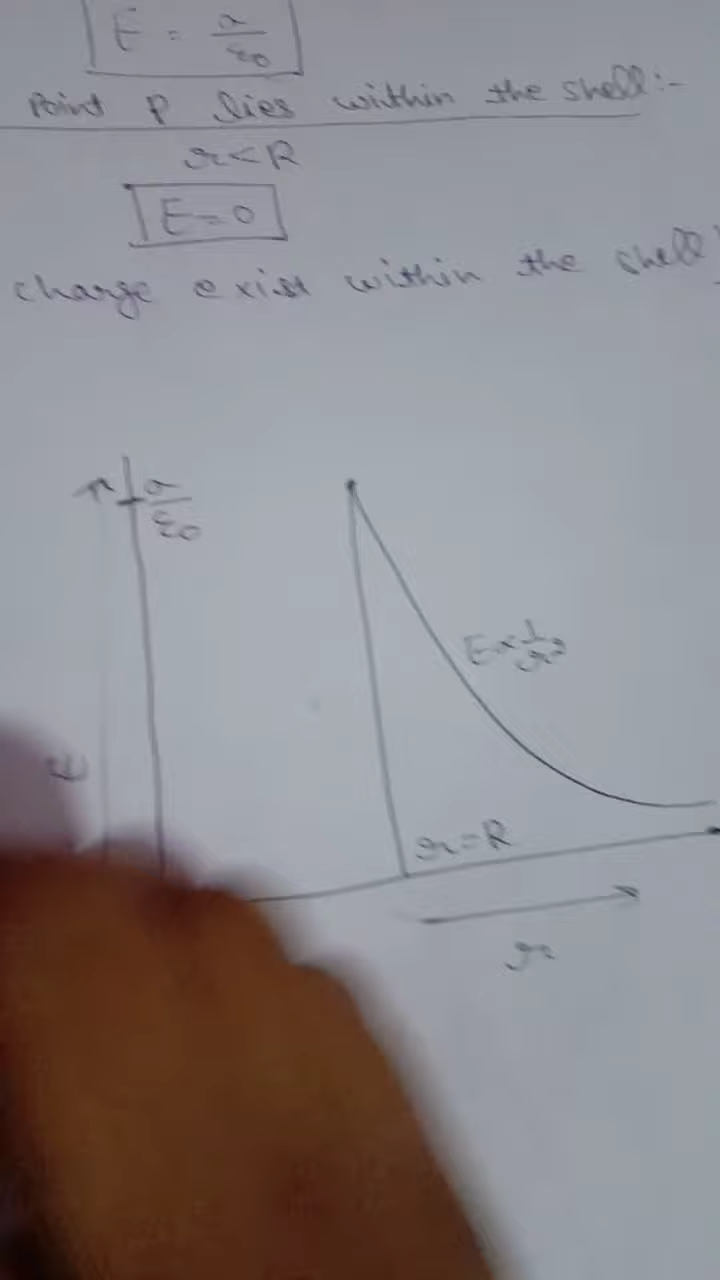 E = σ/ε0
Point P lies within the shell:-
r<R
E=0
charge exist within the shell
σ/ε0
E∝1/r²
E
r=R
r